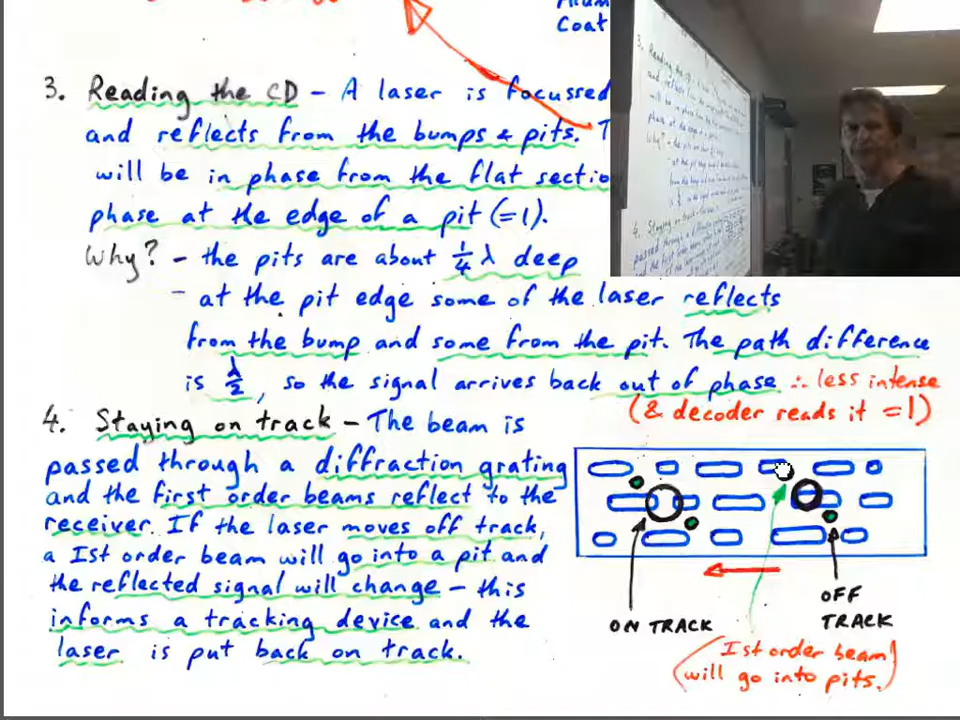 Coat
3. Reading the CD - A laser is focussed
and reflects from the bumps & pits. T
will be in phase from the flat sectio
phase at the edge of a pit (=1).
Why? - the pits are about 1/4 λ deep
- at the pit edge some of the laser reflects
from the bump and some from the pit. The path difference
is λ/2, so the signal arrives back out of phase ∴ less intense
(& decoder reads it =1)
4. Staying on track - The beam is
passed through a diffraction grating
and the first order beams reflect to the
receiver. If the laser moves off track,
a Ist order beam will go into a pit and
the reflected signal will change - this
informs a tracking device and the
laser is put back on track.
ON TRACK
OFF
TRACK
(Ist order beam)
(will go into pits.)